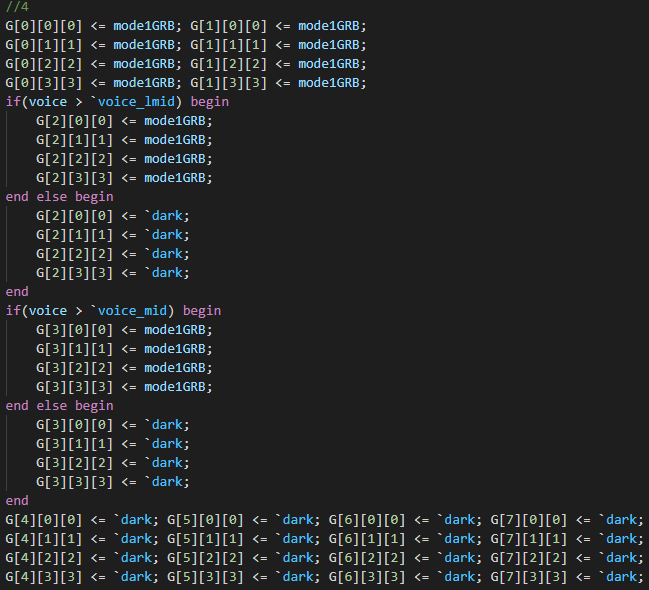 //4
G[0][0][0] <= mode1GRB; G[1][0][0] <= mode1GRB;
G[0][1][1] <= mode1GRB; G[1][1][1] <= mode1GRB;
G[0][2][2] <= mode1GRB; G[1][2][2] <= mode1GRB;
G[0][3][3] <= mode1GRB; G[1][3][3] <= mode1GRB;
if(voice > `voice_lmid) begin
    G[2][0][0] <= mode1GRB;
    G[2][1][1] <= mode1GRB;
    G[2][2][2] <= mode1GRB;
    G[2][3][3] <= mode1GRB;
end else begin
    G[2][0][0] <= `dark;
    G[2][1][1] <= `dark;
    G[2][2][2] <= `dark;
    G[2][3][3] <= `dark;
end
if(voice > `voice_mid) begin
    G[3][0][0] <= mode1GRB;
    G[3][1][1] <= mode1GRB;
    G[3][2][2] <= mode1GRB;
    G[3][3][3] <= mode1GRB;
end else begin
    G[3][0][0] <= `dark;
    G[3][1][1] <= `dark;
    G[3][2][2] <= `dark;
    G[3][3][3] <= `dark;
end
G[4][0][0] <= `dark; G[5][0][0] <= `dark; G[6][0][0] <= `dark; G[7][0][0] <= `dark;
G[4][1][1] <= `dark; G[5][1][1] <= `dark; G[6][1][1] <= `dark; G[7][1][1] <= `dark;
G[4][2][2] <= `dark; G[5][2][2] <= `dark; G[6][2][2] <= `dark; G[7][2][2] <= `dark;
G[4][3][3] <= `dark; G[5][3][3] <= `dark; G[6][3][3] <= `dark; G[7][3][3] <= `dark;